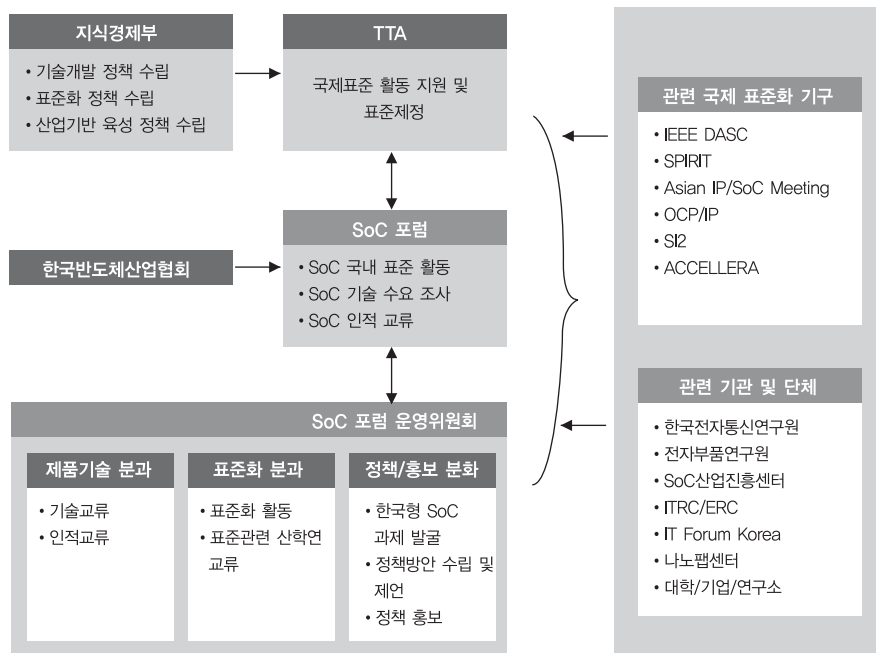 지식경제부
• 기술개발 정책 수립
• 표준화 정책 수립
• 산업기반 육성 정책 수립
TTA
국제표준 활동 지원 및
표준제정
한국반도체산업협회
SoC 포럼
• SoC 국내 표준 활동
• SoC 기술 수요 조사
• SoC 인적 교류
SoC 포럼 운영위원회
제품기술 분과
• 기술교류
• 인적교류
표준화 분과
• 표준화 활동
• 표준관련 산학연
교류
정책/홍보 분화
• 한국형 SoC
과제 발굴
• 정책방안 수립 및
제언
• 정책 홍보
관련 국제 표준화 기구
• IEEE DASC
• SPIRIT
• Asian IP/SoC Meeting
• OCP/IP
• SI2
• ACCELLERA
관련 기관 및 단체
• 한국전자통신연구원
• 전자부품연구원
• SoC산업진흥센터
• ITRC/ERC
• IT Forum Korea
• 나노팹센터
• 대학/기업/연구소